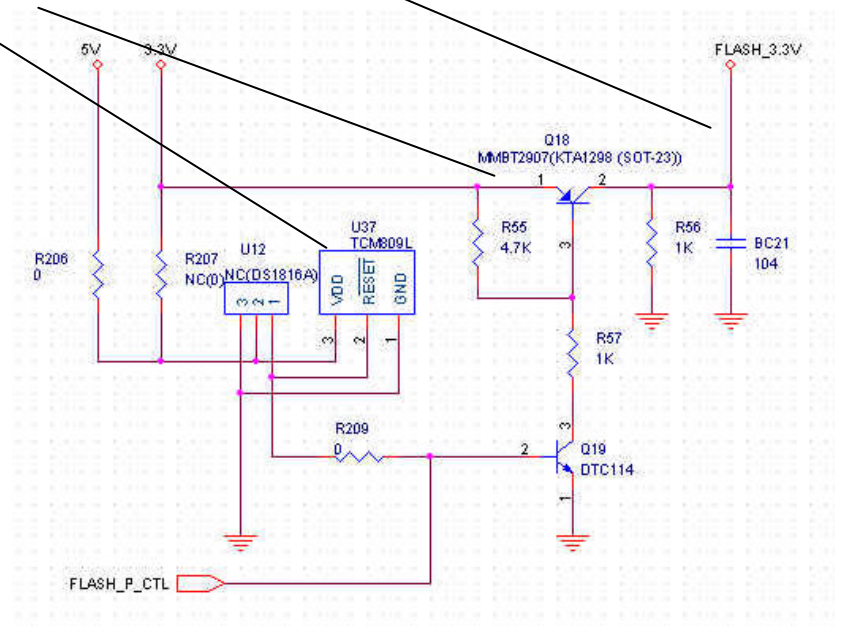 5V
3.3V
FLASH_3.3V
Q18
MMBT2907(KTA1298 (SOT-23))
1
2
R55
4.7K
R56
1K
BC21
104
3
R206
0
R207
NC(0)
U12
NC(DS1816A)
3
2
1
U37
TCM809L
VDD
RESET
GND
3
2
1
R57
1K
R209
0
2
3
Q19
DTC114
1
FLASH_P_CTL